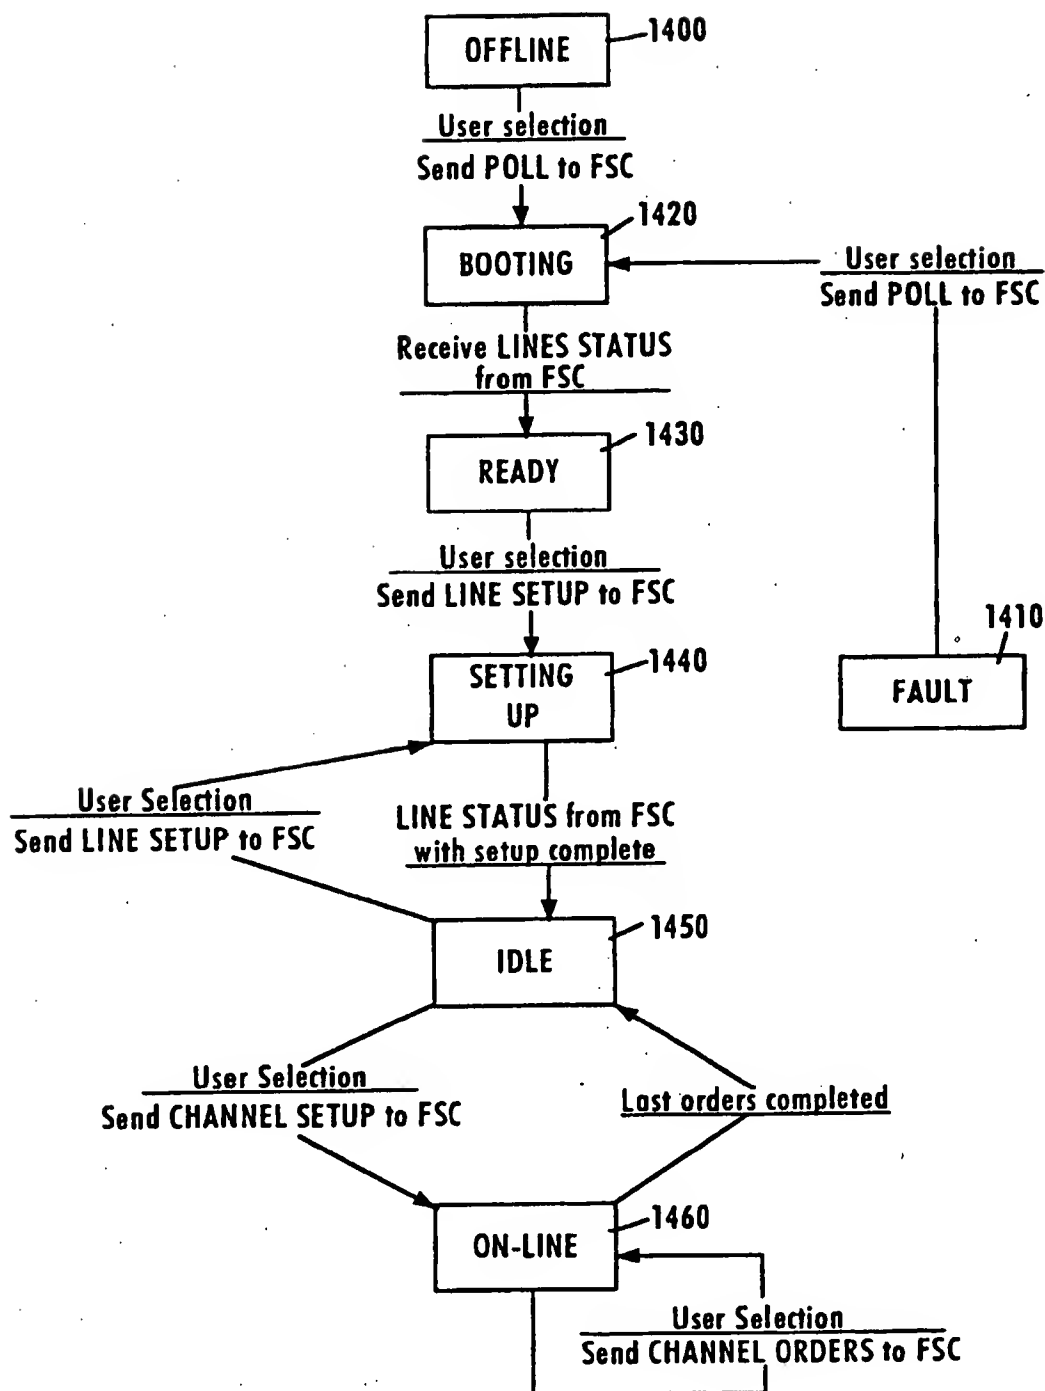 OFFLINE
1400
User selection
Send POLL to FSC
1420
BOOTING
User selection
Send POLL to FSC
Receive LINES STATUS
from FSC
1430
READY
User selection
Send LINE SETUP to FSC
1410
FAULT
1440
SETTING
UP
User Selection
Send LINE SETUP to FSC
LINE STATUS from FSC
with setup complete
1450
IDLE
User Selection
Send CHANNEL SETUP to FSC
Last orders completed
1460
ON-LINE
User Selection
Send CHANNEL ORDERS to FSC